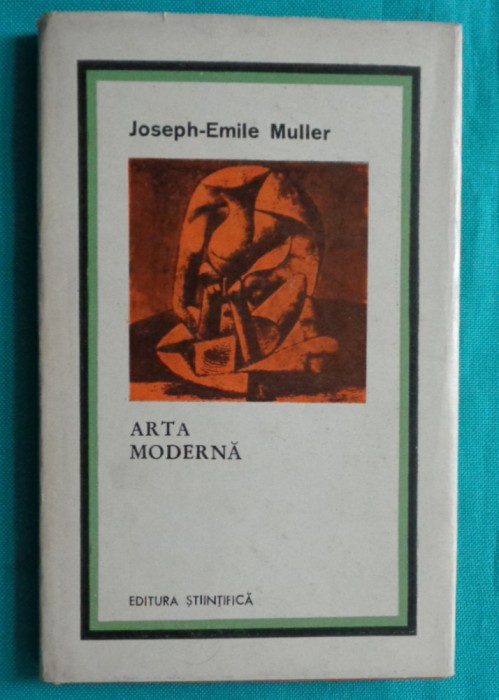 Joseph-Emile Muller
ARTA
MODERNĂ
EDITURA ȘTIINȚIFICĂ